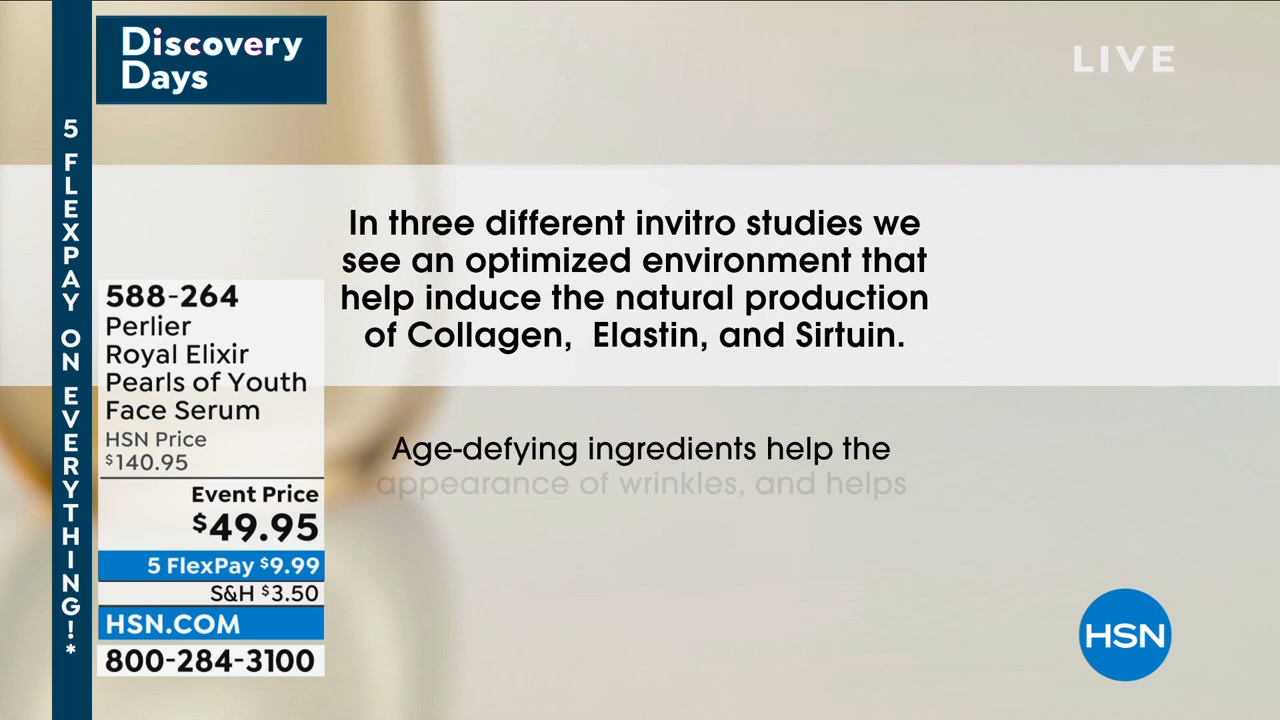 Discovery
Days
LIVE
5 FLEXPAY ON EVERYTHING!*
In three different invitro studies we
see an optimized environment that
help induce the natural production
of Collagen,  Elastin, and Sirtuin.
588-264
Perlier
Royal Elixir
Pearls of Youth
Face Serum
HSN Price
$140.95
Event Price
$49.95
5 FlexPay $9.99
S&H $3.50
HSN.COM
800-284-3100
Age-defying ingredients help the
appearance of wrinkles, and helps
HSN